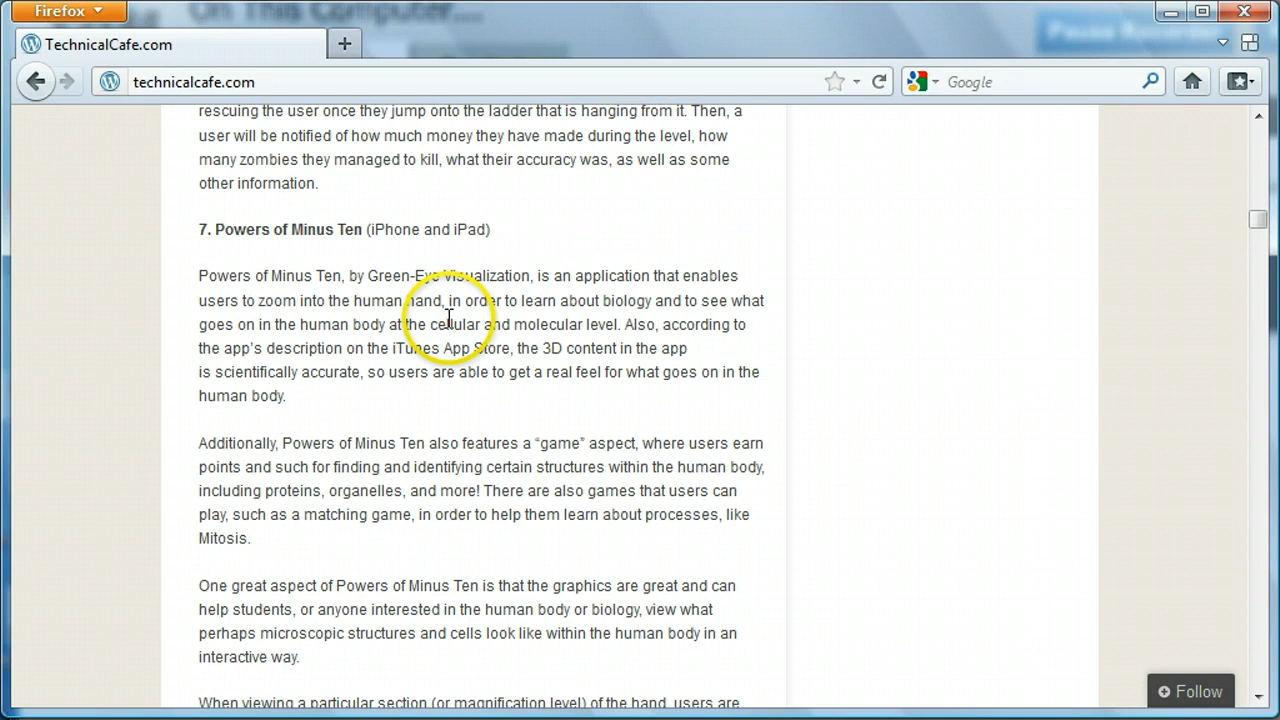 On This Computer....
Firefox
TechnicalCafe.com
technicalcafe.com
Google
rescuing the user once they jump onto the ladder that is hanging from it. Then, a
user will be notified of how much money they have made during the level, how
many zombies they managed to kill, what their accuracy was, as well as some
other information.
7. Powers of Minus Ten (iPhone and iPad)
Powers of Minus Ten, by Green-Eye Visualization, is an application that enables
users to zoom into the human hand, in order to learn about biology and to see what
goes on in the human body at the cellular and molecular level. Also, according to
the app's description on the iTunes App Store, the 3D content in the app
is scientifically accurate, so users are able to get a real feel for what goes on in the
human body.
Additionally, Powers of Minus Ten also features a “game” aspect, where users earn
points and such for finding and identifying certain structures within the human body,
including proteins, organelles, and more! There are also games that users can
play, such as a matching game, in order to help them learn about processes, like
Mitosis.
One great aspect of Powers of Minus Ten is that the graphics are great and can
help students, or anyone interested in the human body or biology, view what
perhaps microscopic structures and cells look like within the human body in an
interactive way.
When viewing a particular section (or magnification level) of the hand, users are
Follow